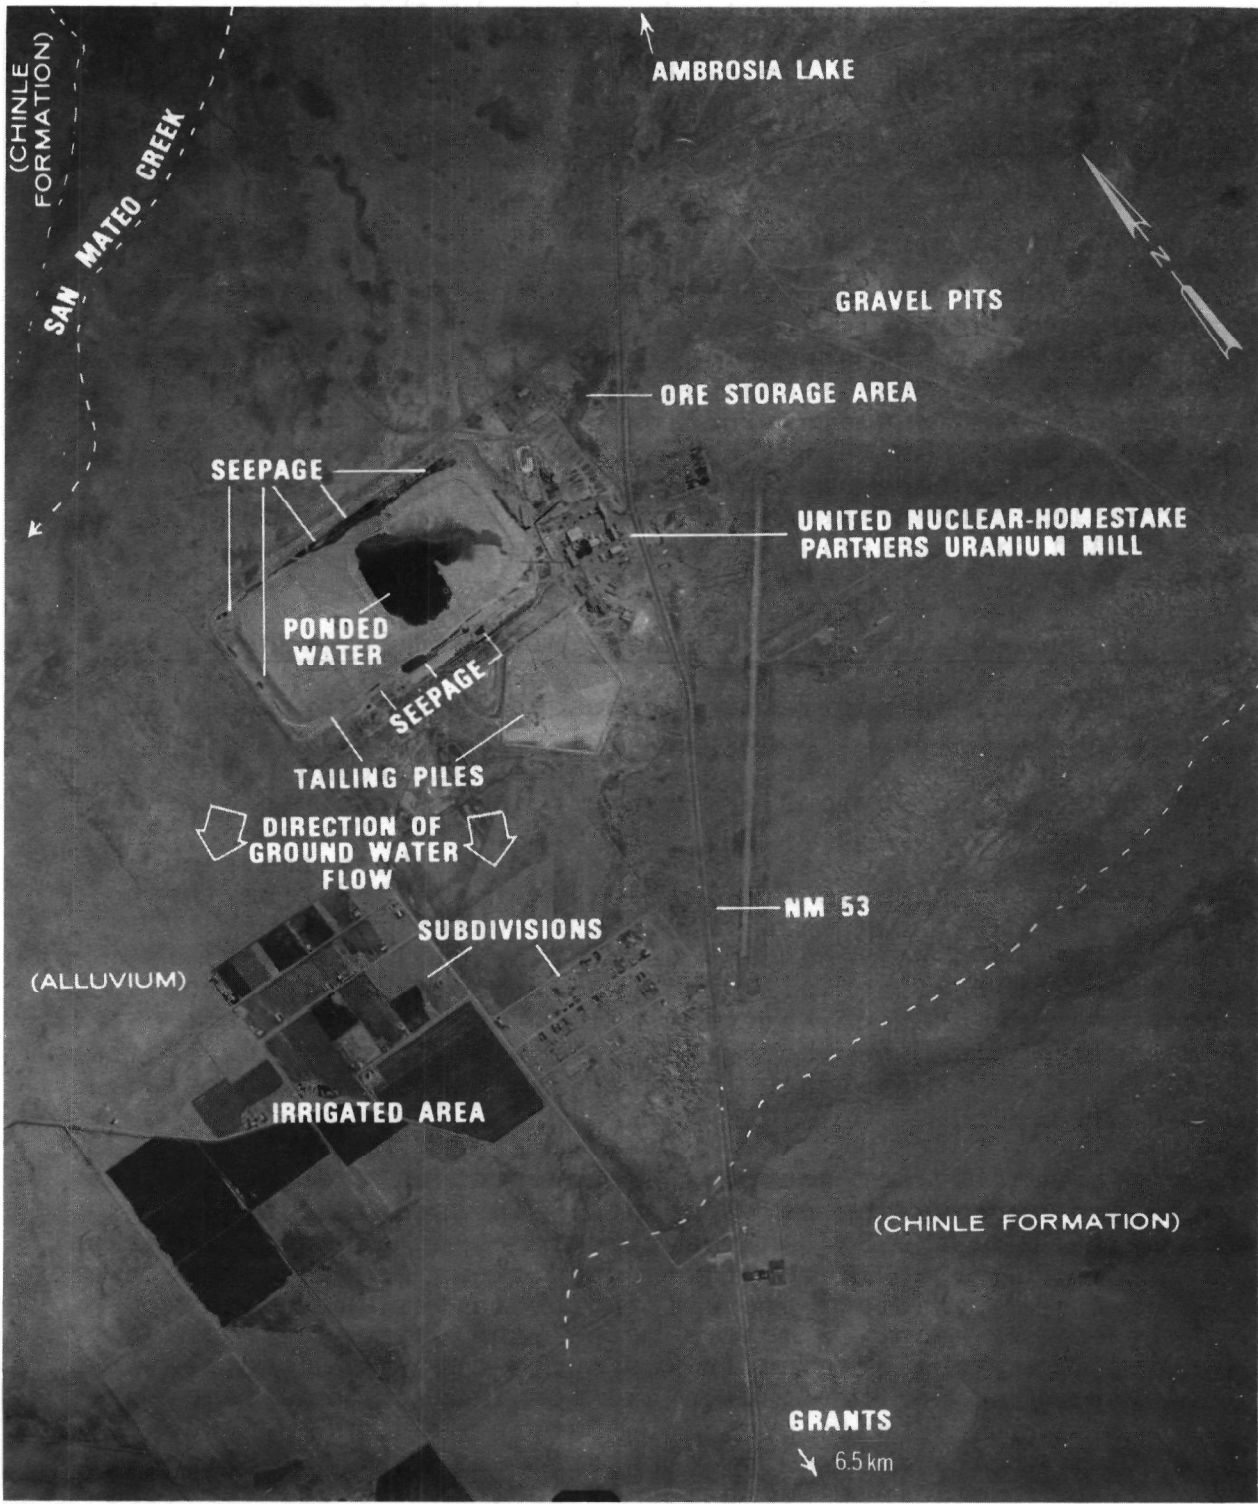 AMBROSIA LAKE
(CHINLE
FORMATION)
SAN MATEO CREEK
N
GRAVEL PITS
ORE STORAGE AREA
SEEPAGE
UNITED NUCLEAR-HOMESTAKE
PARTNERS URANIUM MILL
PONDED
WATER
SEEPAGE
TAILING PILES
DIRECTION OF
GROUND WATER
FLOW
NM 53
SUBDIVISIONS
(ALLUVIUM)
IRRIGATED AREA
(CHINLE FORMATION)
GRANTS
6.5 km